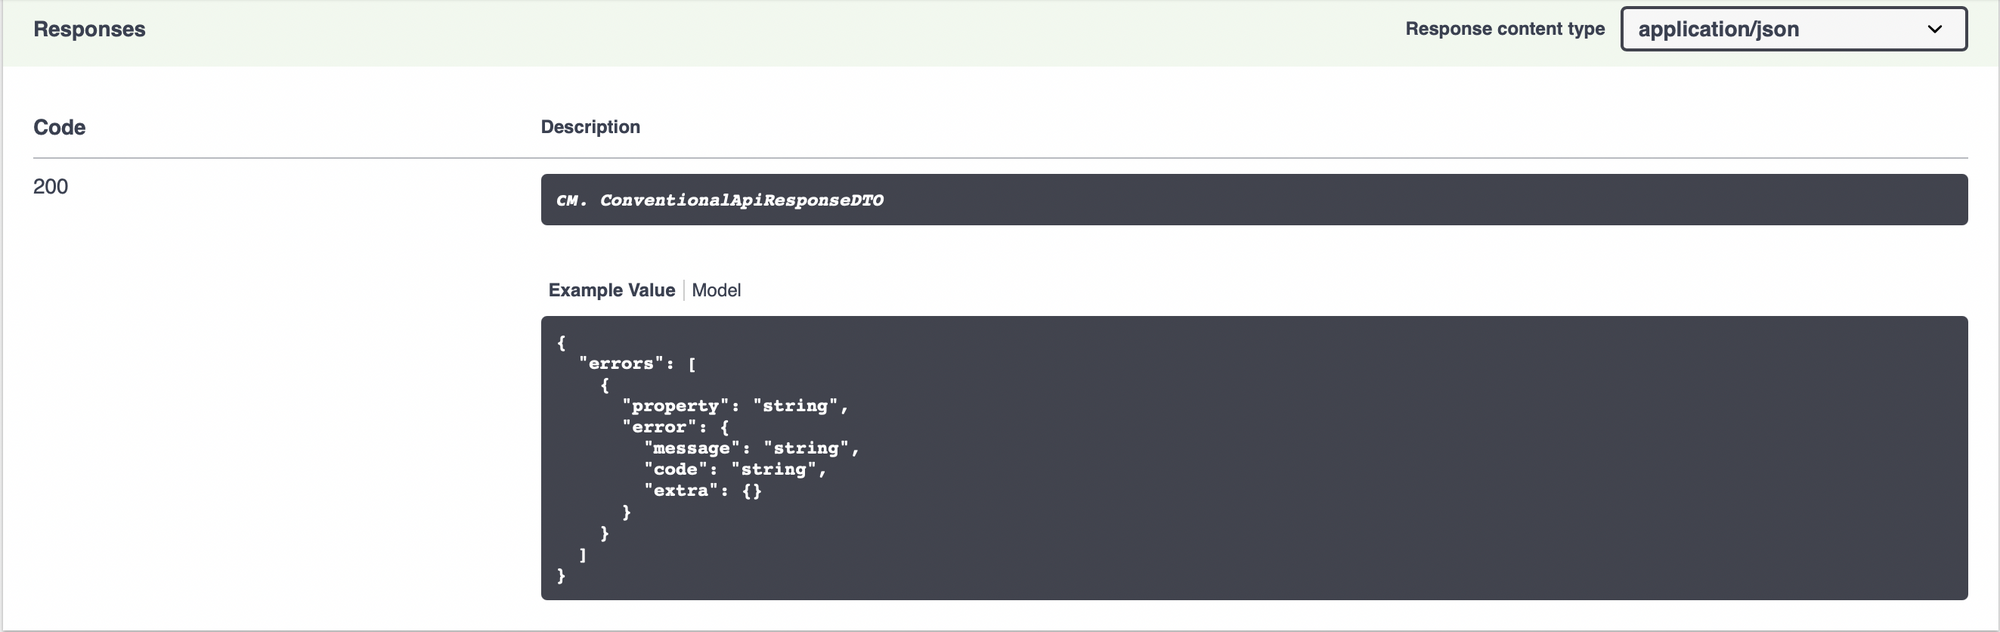 Responses
Response content type application/json
Code Description
200 CM. ConventionalApiResponseDTO
Example Value Model
{
  "errors": [
    {
      "property": "string",
      "error": {
        "message": "string",
        "code": "string",
        "extra": {}
      }
    }
  ]
}